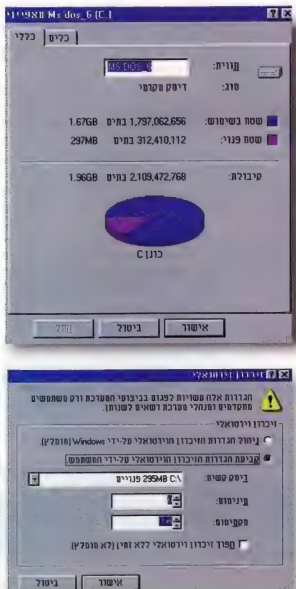 מאפייני Ms dos_6 (C:)
כללי כלים
תווית: MS DOS_6
סוג: דיסק מקומי
שטח בשימוש: 1,797,062,656 בתים 1.67GB
שטח פנוי: 312,410,112 בתים 297MB
קיבולת: 2,109,472,768 בתים 1.96GB
כונן C
אישור ביטול החל
זיכרון וירטואלי
הגדרות אלה עשויות לפגום בביצועי המערכת ורק משתמשים
מתקדמים ומנהלי מערכת רשאים לשנותן.
זיכרון וירטואלי
ניהול הגדרות הזיכרון הוירטואלי על-ידי Windows (מומלץ).
קביעת הגדרות הזיכרון הוירטואלי על-ידי המשתמש.
דיסק קשיח: C:\ 295MB פנויים
מינימום:
מקסימום:
הפוך זיכרון וירטואלי ללא זמין (לא מומלץ).
אישור ביטול